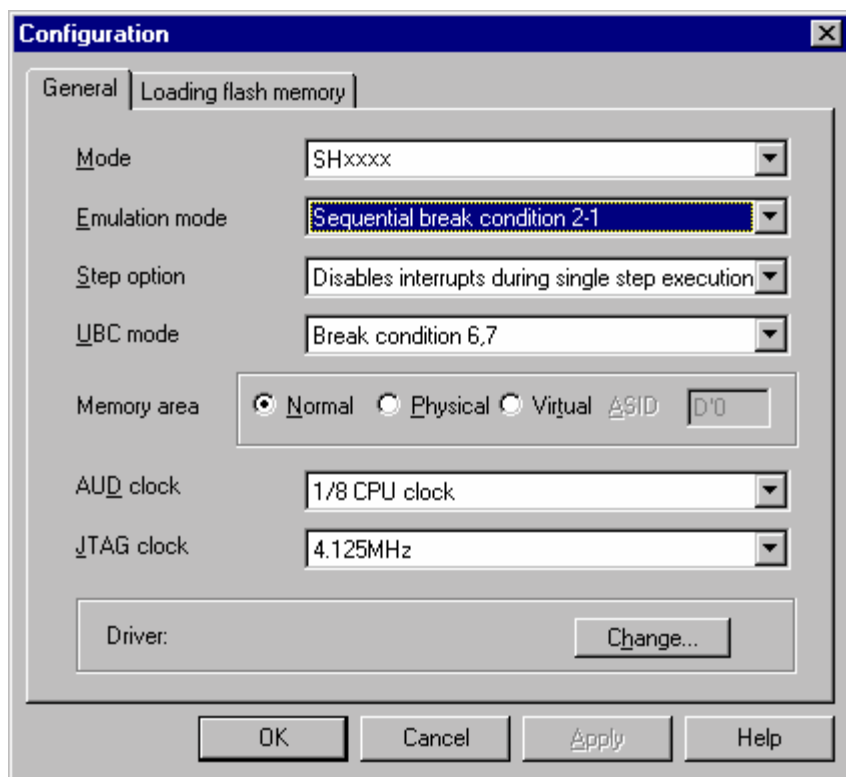 Configuration
General Loading flash memory
Mode SHxxxx
Emulation mode Sequential break condition 2-1
Step option Disables interrupts during single step execution
UBC mode Break condition 6,7
Memory area Normal Physical Virtual ASID D'0
AUD clock 1/8 CPU clock
JTAG clock 4.125MHz
Driver: Change...
OK Cancel Apply Help